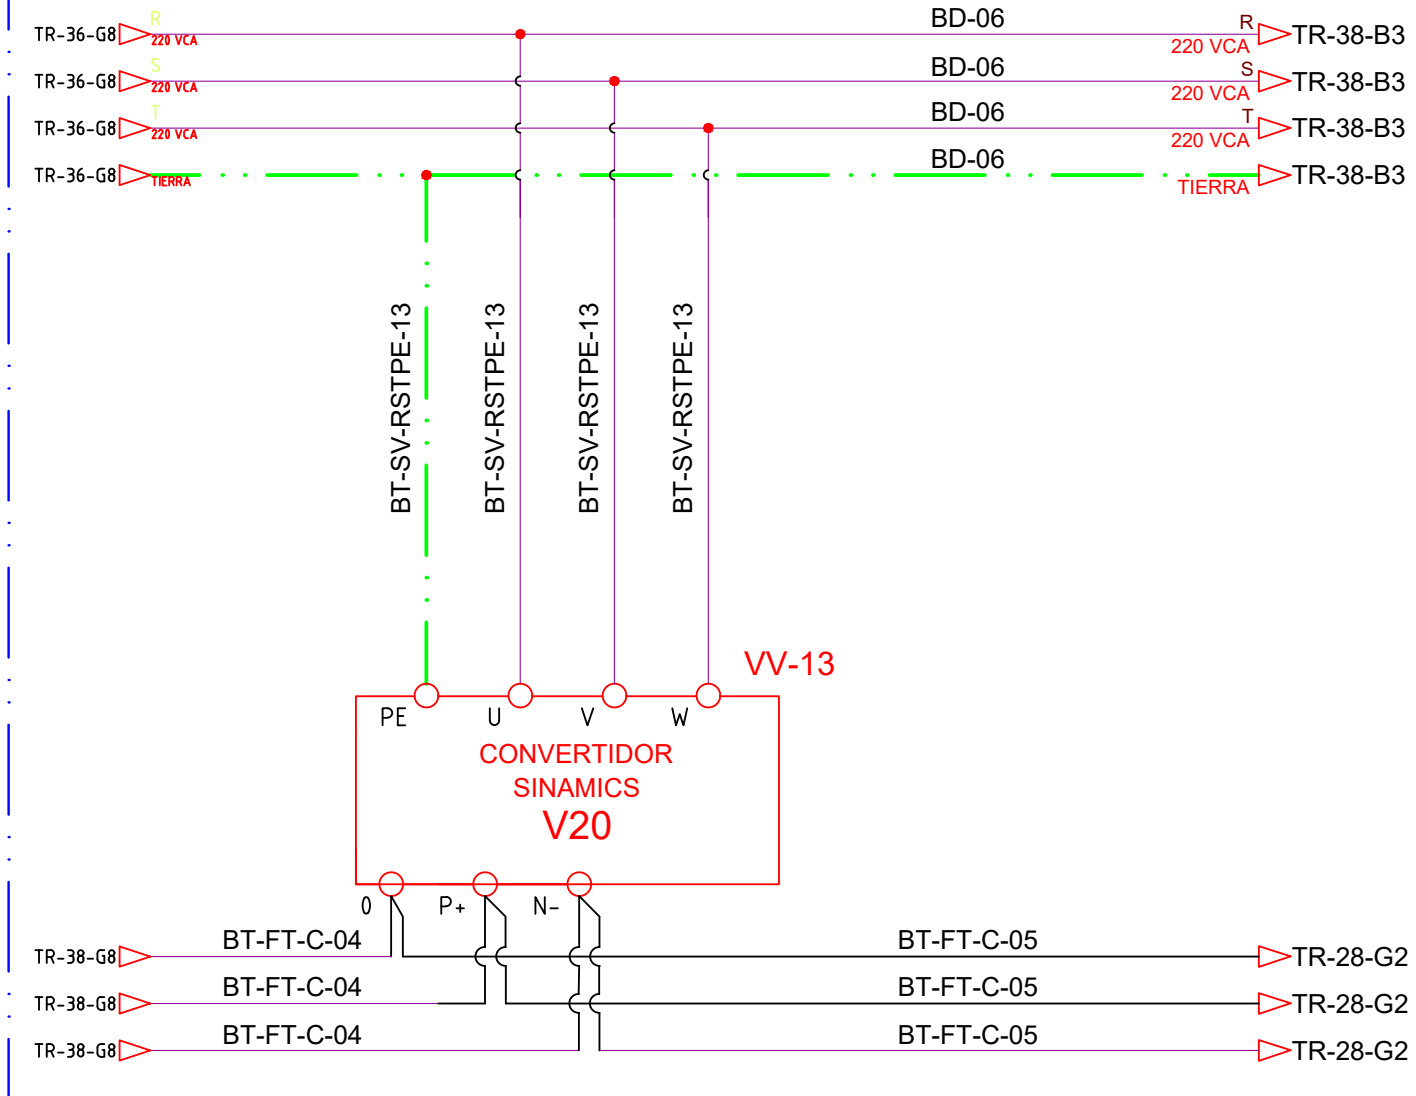 TR-36-G8 R 220 VCA BD-06 R 220 VCA TR-38-B3
TR-36-G8 S 220 VCA BD-06 S 220 VCA TR-38-B3
TR-36-G8 T 220 VCA BD-06 T 220 VCA TR-38-B3
TR-36-G8 TIERRA BD-06 TIERRA TR-38-B3
BT-SV-RSTPE-13
BT-SV-RSTPE-13
BT-SV-RSTPE-13
BT-SV-RSTPE-13
VV-13
PE U V W
CONVERTIDOR
SINAMICS
V20
0 P+ N-
TR-38-G8 BT-FT-C-04 BT-FT-C-05 TR-28-G2
TR-38-G8 BT-FT-C-04 BT-FT-C-05 TR-28-G2
TR-38-G8 BT-FT-C-04 BT-FT-C-05 TR-28-G2